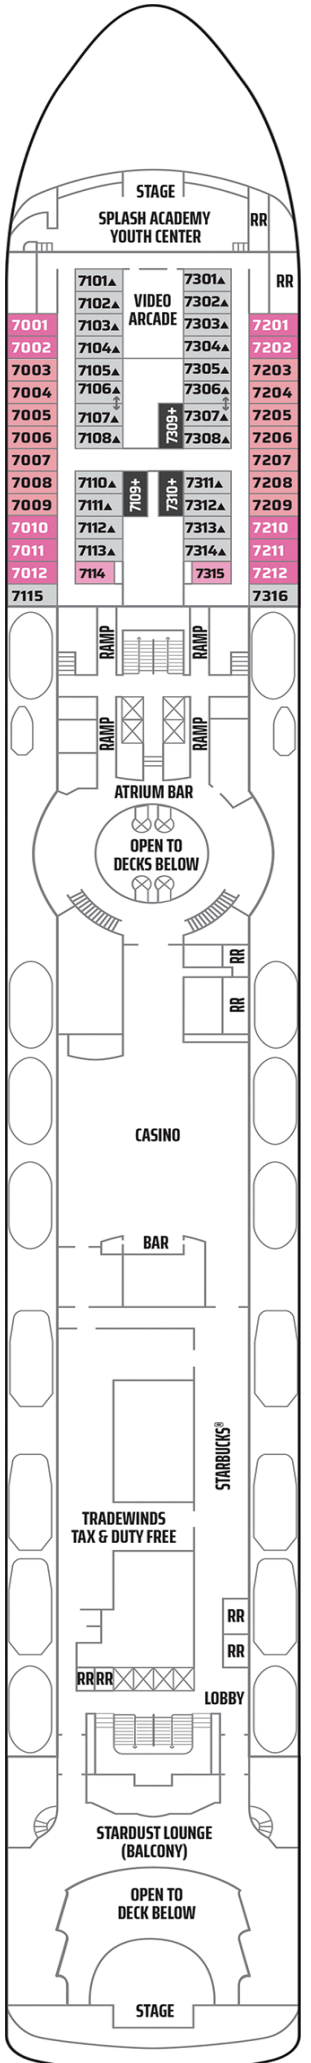 STAGE
SPLASH ACADEMY
YOUTH CENTER
RR
RR
7101▲
7102▲
7103▲
7104▲
7105▲
7106▲
7107▲
7108▲
VIDEO
ARCADE
7301▲
7302▲
7303▲
7304▲
7305▲
7306▲
7307▲
7308▲
7309+
7001
7002
7003
7004
7005
7006
7007
7008
7009
7010
7011
7012
7115
7201
7202
7203
7204
7205
7206
7207
7208
7209
7210
7211
7212
7316
7110▲
7111▲
7112▲
7113▲
7114
7109+
7310+
7311▲
7312▲
7313▲
7314▲
7315
RAMP
RAMP
RAMP
RAMP
ATRIUM BAR
OPEN TO
DECKS BELOW
RR
RR
CASINO
BAR
STARBUCKS®
TRADEWINDS
TAX & DUTY FREE
RR
RR
RR RR
LOBBY
STARDUST LOUNGE
(BALCONY)
OPEN TO
DECK BELOW
STAGE